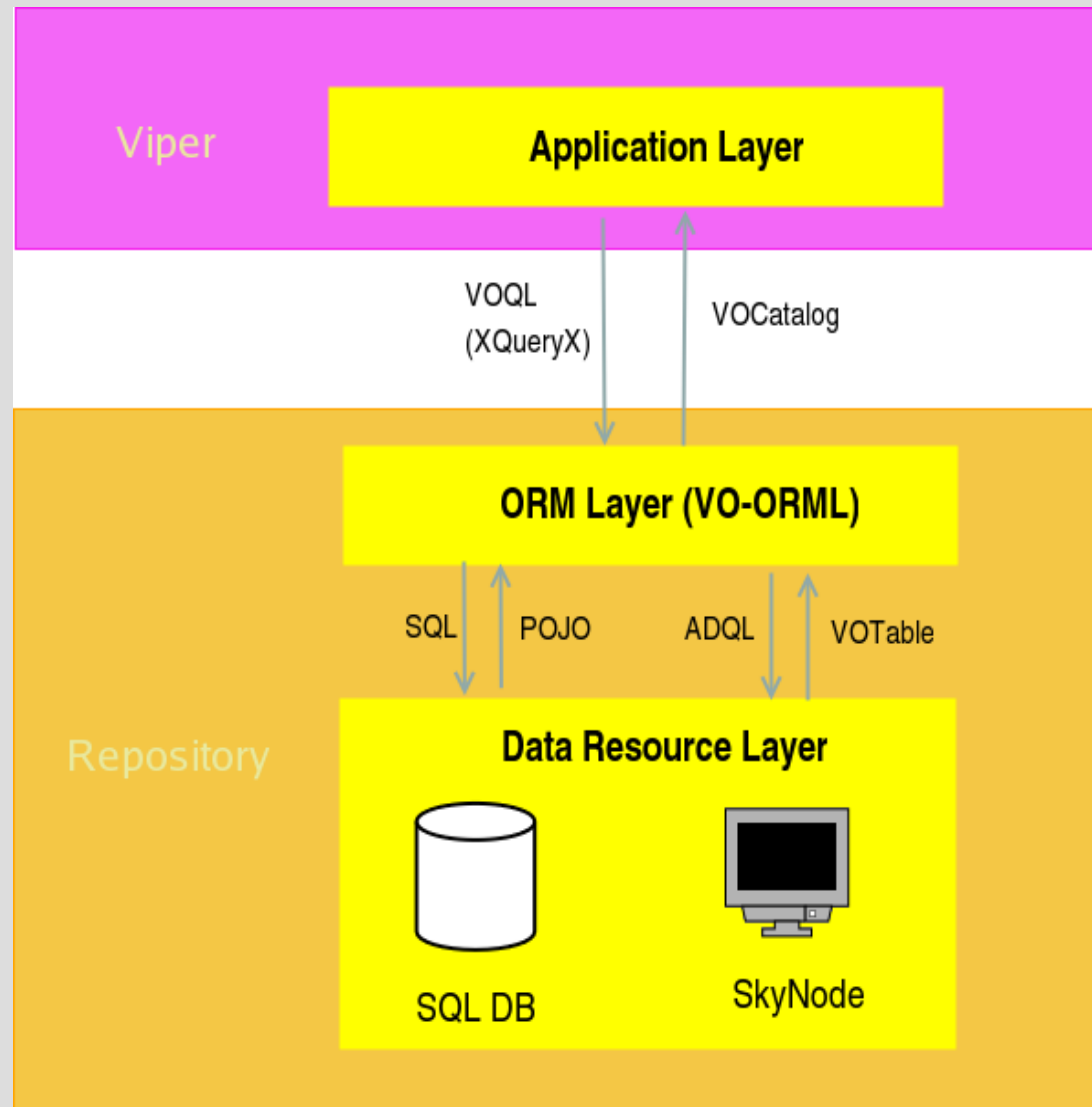 Viper
Application Layer
VOQL
(XQueryX)
VOCatalog
ORM Layer (VO-ORML)
SQL
POJO
ADQL
VOTable
Repository
Data Resource Layer
SQL DB
SkyNode